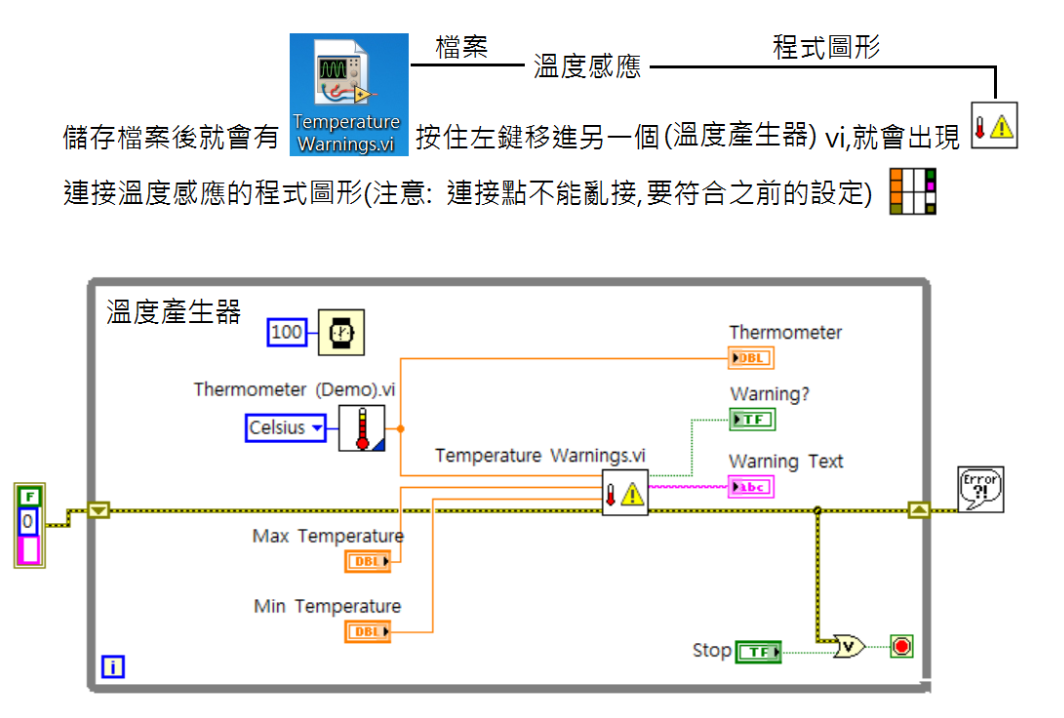 檔案
程式圖形
溫度感應
Temperature
Warnings.vi
儲存檔案後就會有 按住左鍵移進另一個(溫度產生器) vi,就會出現
連接溫度感應的程式圖形(注意: 連接點不能亂接,要符合之前的設定)
溫度產生器
100
Thermometer
DBL
Thermometer (Demo).vi
Warning?
Celsius
TF
Temperature Warnings.vi
Warning Text
abc
Error
?!
F
0
Max Temperature
DBL
Min Temperature
DBL
Stop TF V
i